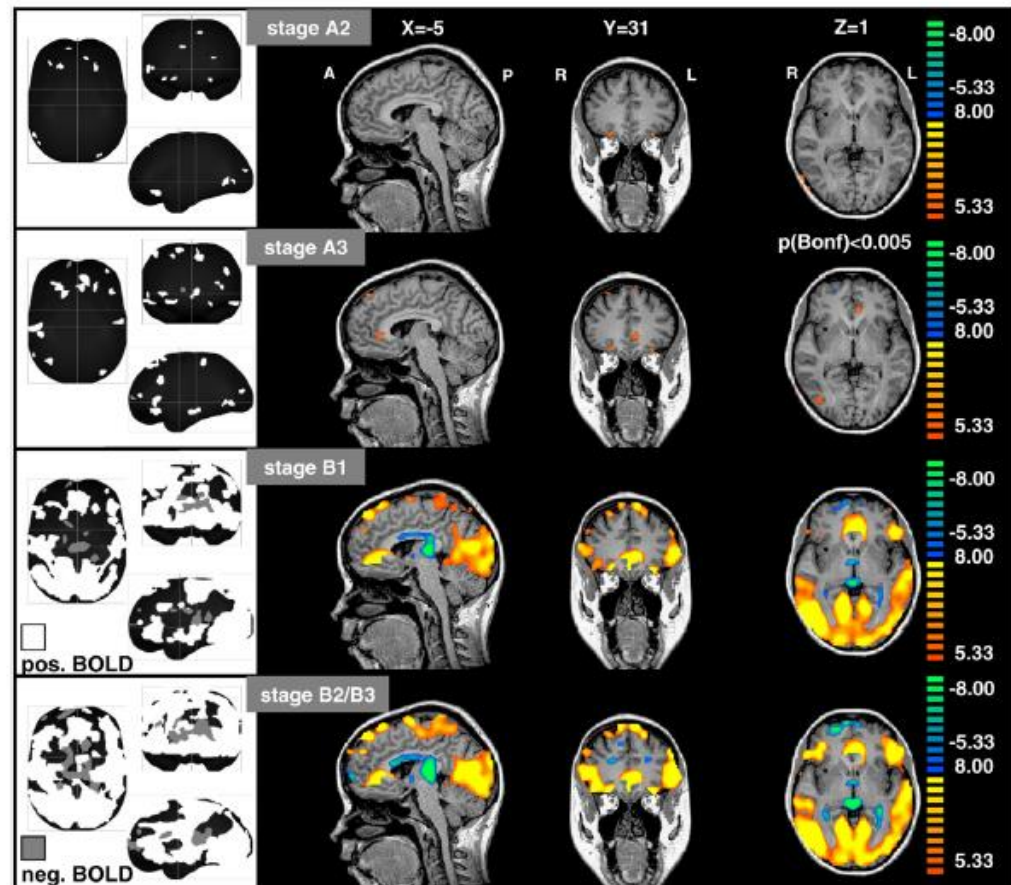 stage A2
X=-5
Y=31
Z=1
A
P
R
L
R
L
-8.00
-5.33
8.00
5.33
stage A3
p(Bonf)<0.005
-8.00
-5.33
8.00
5.33
stage B1
-8.00
-5.33
8.00
5.33
pos. BOLD
stage B2/B3
-8.00
-5.33
8.00
5.33
neg. BOLD